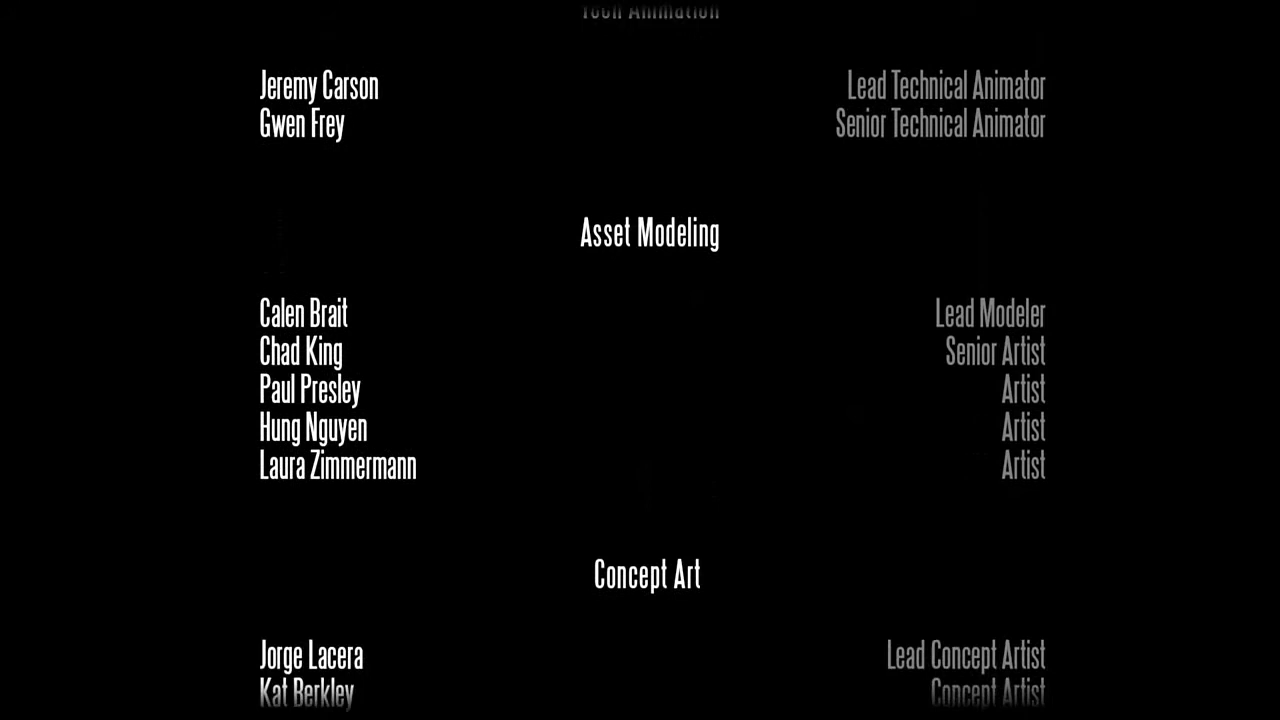 Tech Animation
Jeremy Carson Lead Technical Animator
Gwen Frey Senior Technical Animator
Asset Modeling
Calen Brait Lead Modeler
Chad King Senior Artist
Paul Presley Artist
Hung Nguyen Artist
Laura Zimmermann Artist
Concept Art
Jorge Lacera Lead Concept Artist
Kat Berkley Concept Artist